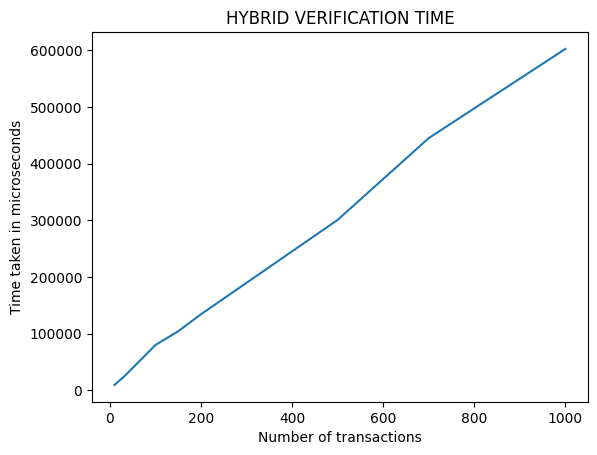 HYBRID VERIFICATION TIME
Time taken in microseconds
600000
500000
400000
300000
200000
100000
0
0 200 400 600 800 1000
Number of transactions